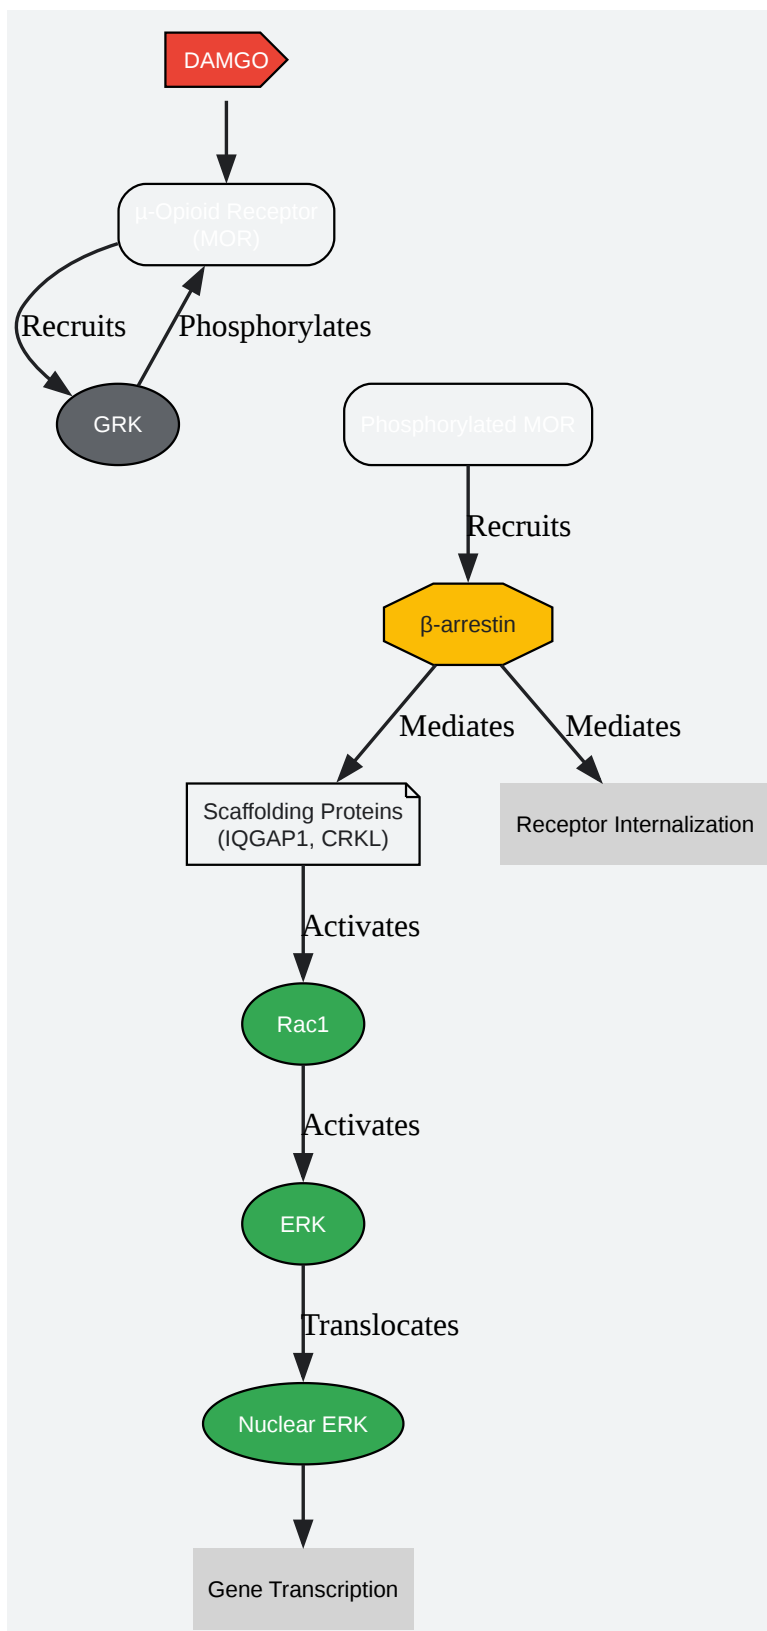 DAMGO
µ-Opioid Receptor
(MOR)
Recruits
Phosphorylates
GRK
Phosphorylated MOR
Recruits
β-arrestin
Mediates
Mediates
Scaffolding Proteins
(IQGAP1, CRKL)
Receptor Internalization
Activates
Rac1
Activates
ERK
Translocates
Nuclear ERK
Gene Transcription